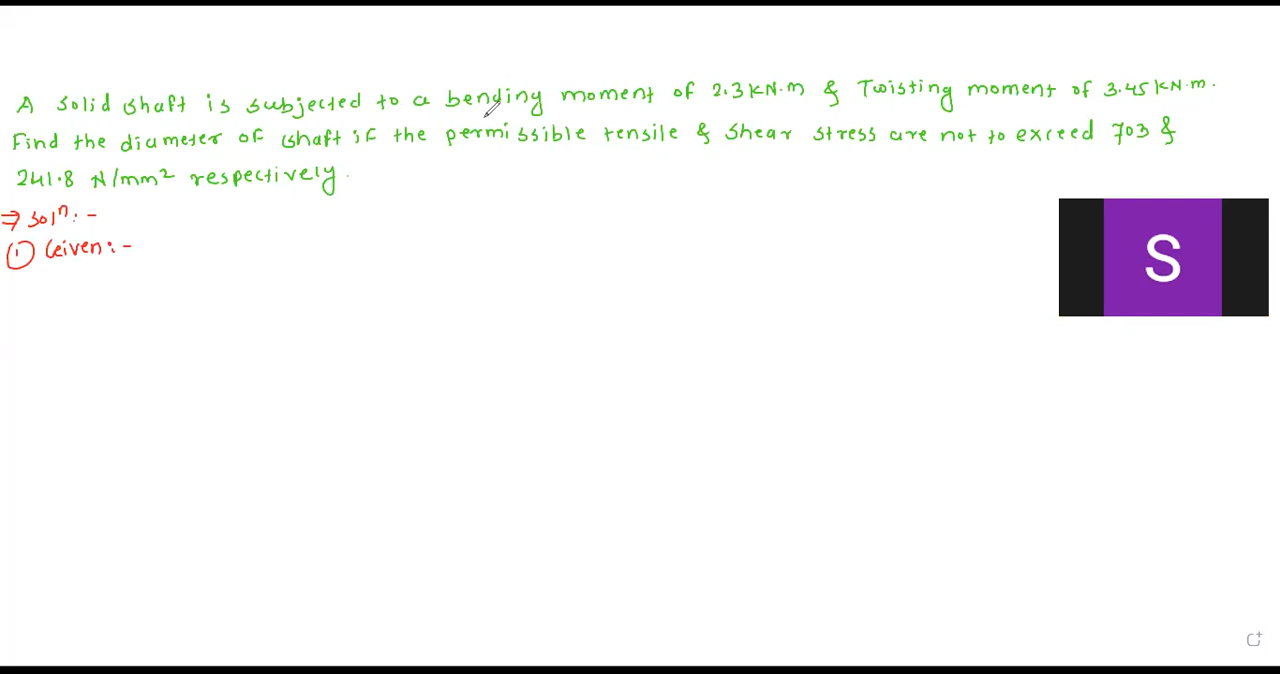 A solid shaft is subjected to a bending moment of 2.3 KN.m & Twisting moment of 3.45 KN.m.
Find the diameter of shaft if the permissible tensile & shear stress are not to exceed 703 &
241.8 N/mm² respectively.
⇒ Solⁿ:-
① Given:-
S